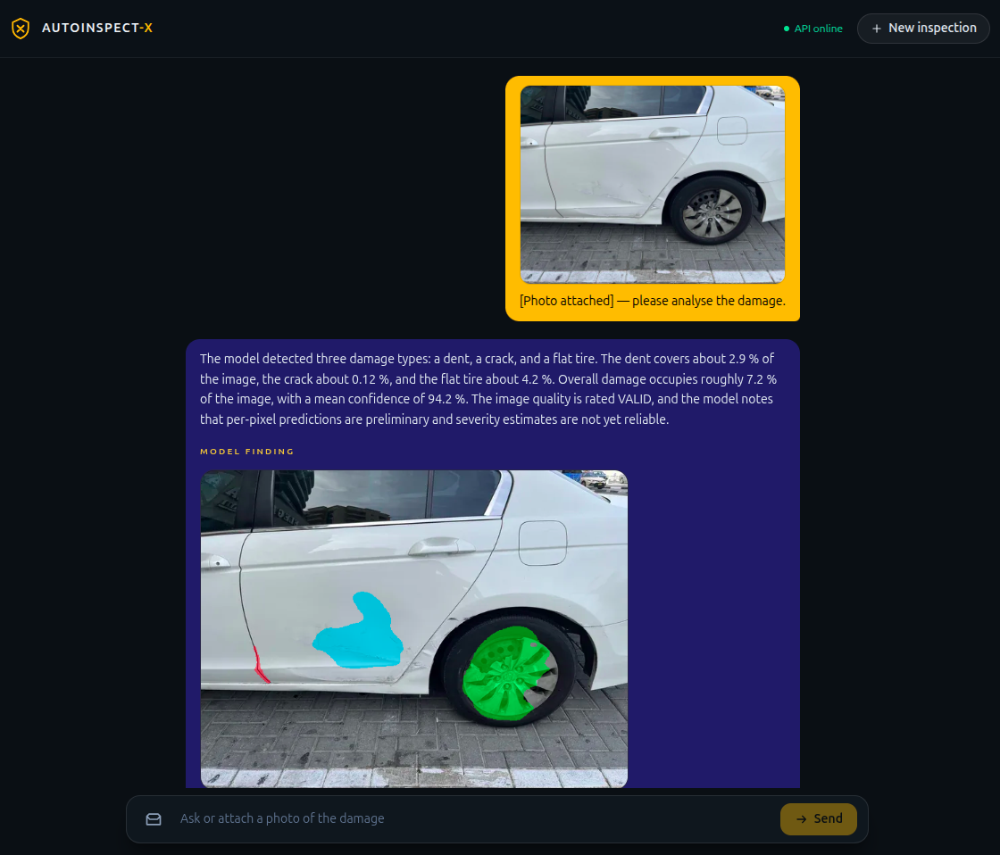 AUTOINSPECT-X
API online
+ New inspection
[Photo attached] — please analyse the damage.
The model detected three damage types: a dent, a crack, and a flat tire. The dent covers about 2.9 % of
the image, the crack about 0.12 %, and the flat tire about 4.2 %. Overall damage occupies roughly 7.2 %
of the image, with a mean confidence of 94.2 %. The image quality is rated VALID, and the model notes
that per-pixel predictions are preliminary and severity estimates are not yet reliable.
MODEL FINDING
Ask or attach a photo of the damage
→ Send